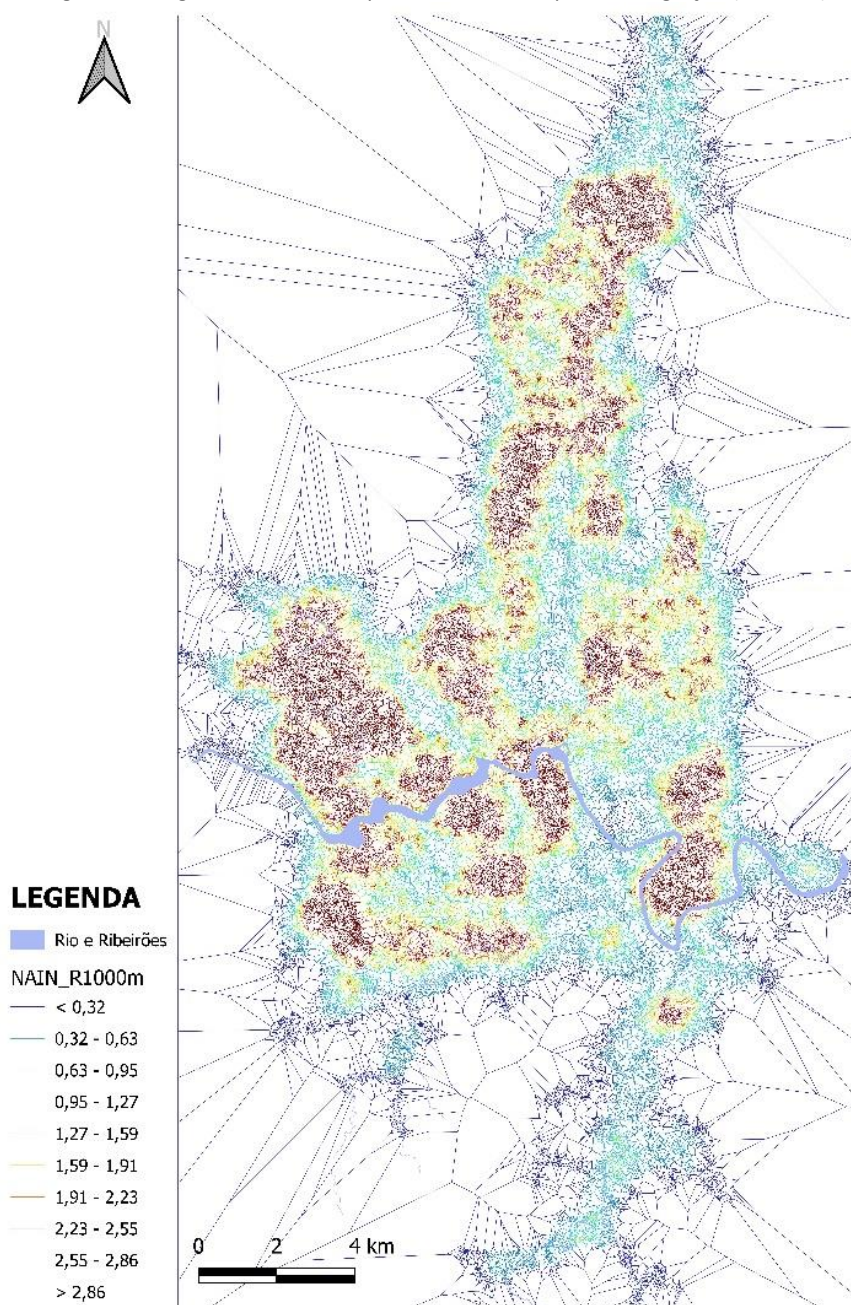 N
LEGENDA
Rio e Ribeirões
NAIN_R1000m
< 0,32
0,32 - 0,63
0,63 - 0,95
0,95 - 1,27
1,27 - 1,59
1,59 - 1,91
1,91 - 2,23
2,23 - 2,55
2,55 - 2,86
> 2,86
0 2 4 km